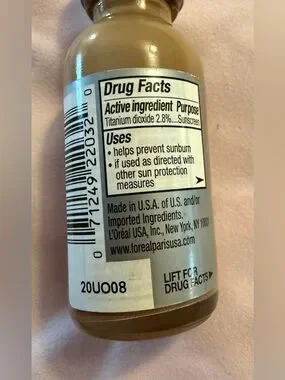 Drug Facts
Active ingredient Purpose
Titanium dioxide 2.8%....Sunscreen
Uses
• helps prevent sunburn
• if used as directed with
other sun protection
measures
Made in U.S.A. of U.S. and/or
Imported Ingredients.
L'Oréal USA, Inc., New York, NY 10001
www.lorealparisusa.com
20UO08
LIFT FOR
DRUG FACTS
0 71249 22032 0